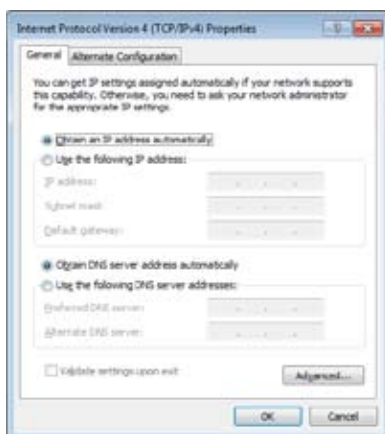 Internet Protocol Version 4 (TCP/IPv4) Properties
General
Alternate Configuration
You can get IP settings assigned automatically if your network supports
this capability. Otherwise, you need to ask your network administrator
for the appropriate IP settings.
Obtain an IP address automatically
Use the following IP address:
IP address:
Subnet mask:
Default gateway:
Obtain DNS server address automatically
Use the following DNS server addresses:
Preferred DNS server:
Alternate DNS server:
Validate settings upon exit
Advanced...
OK
Cancel